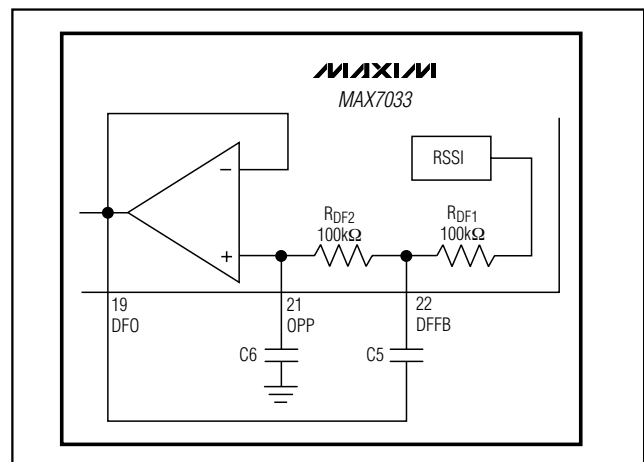 MAXIM
MAX7033
RSSI
RDF2
100kΩ
RDF1
100kΩ
−
+
19
DFO
21
OPP
22
DFFB
C6
C5